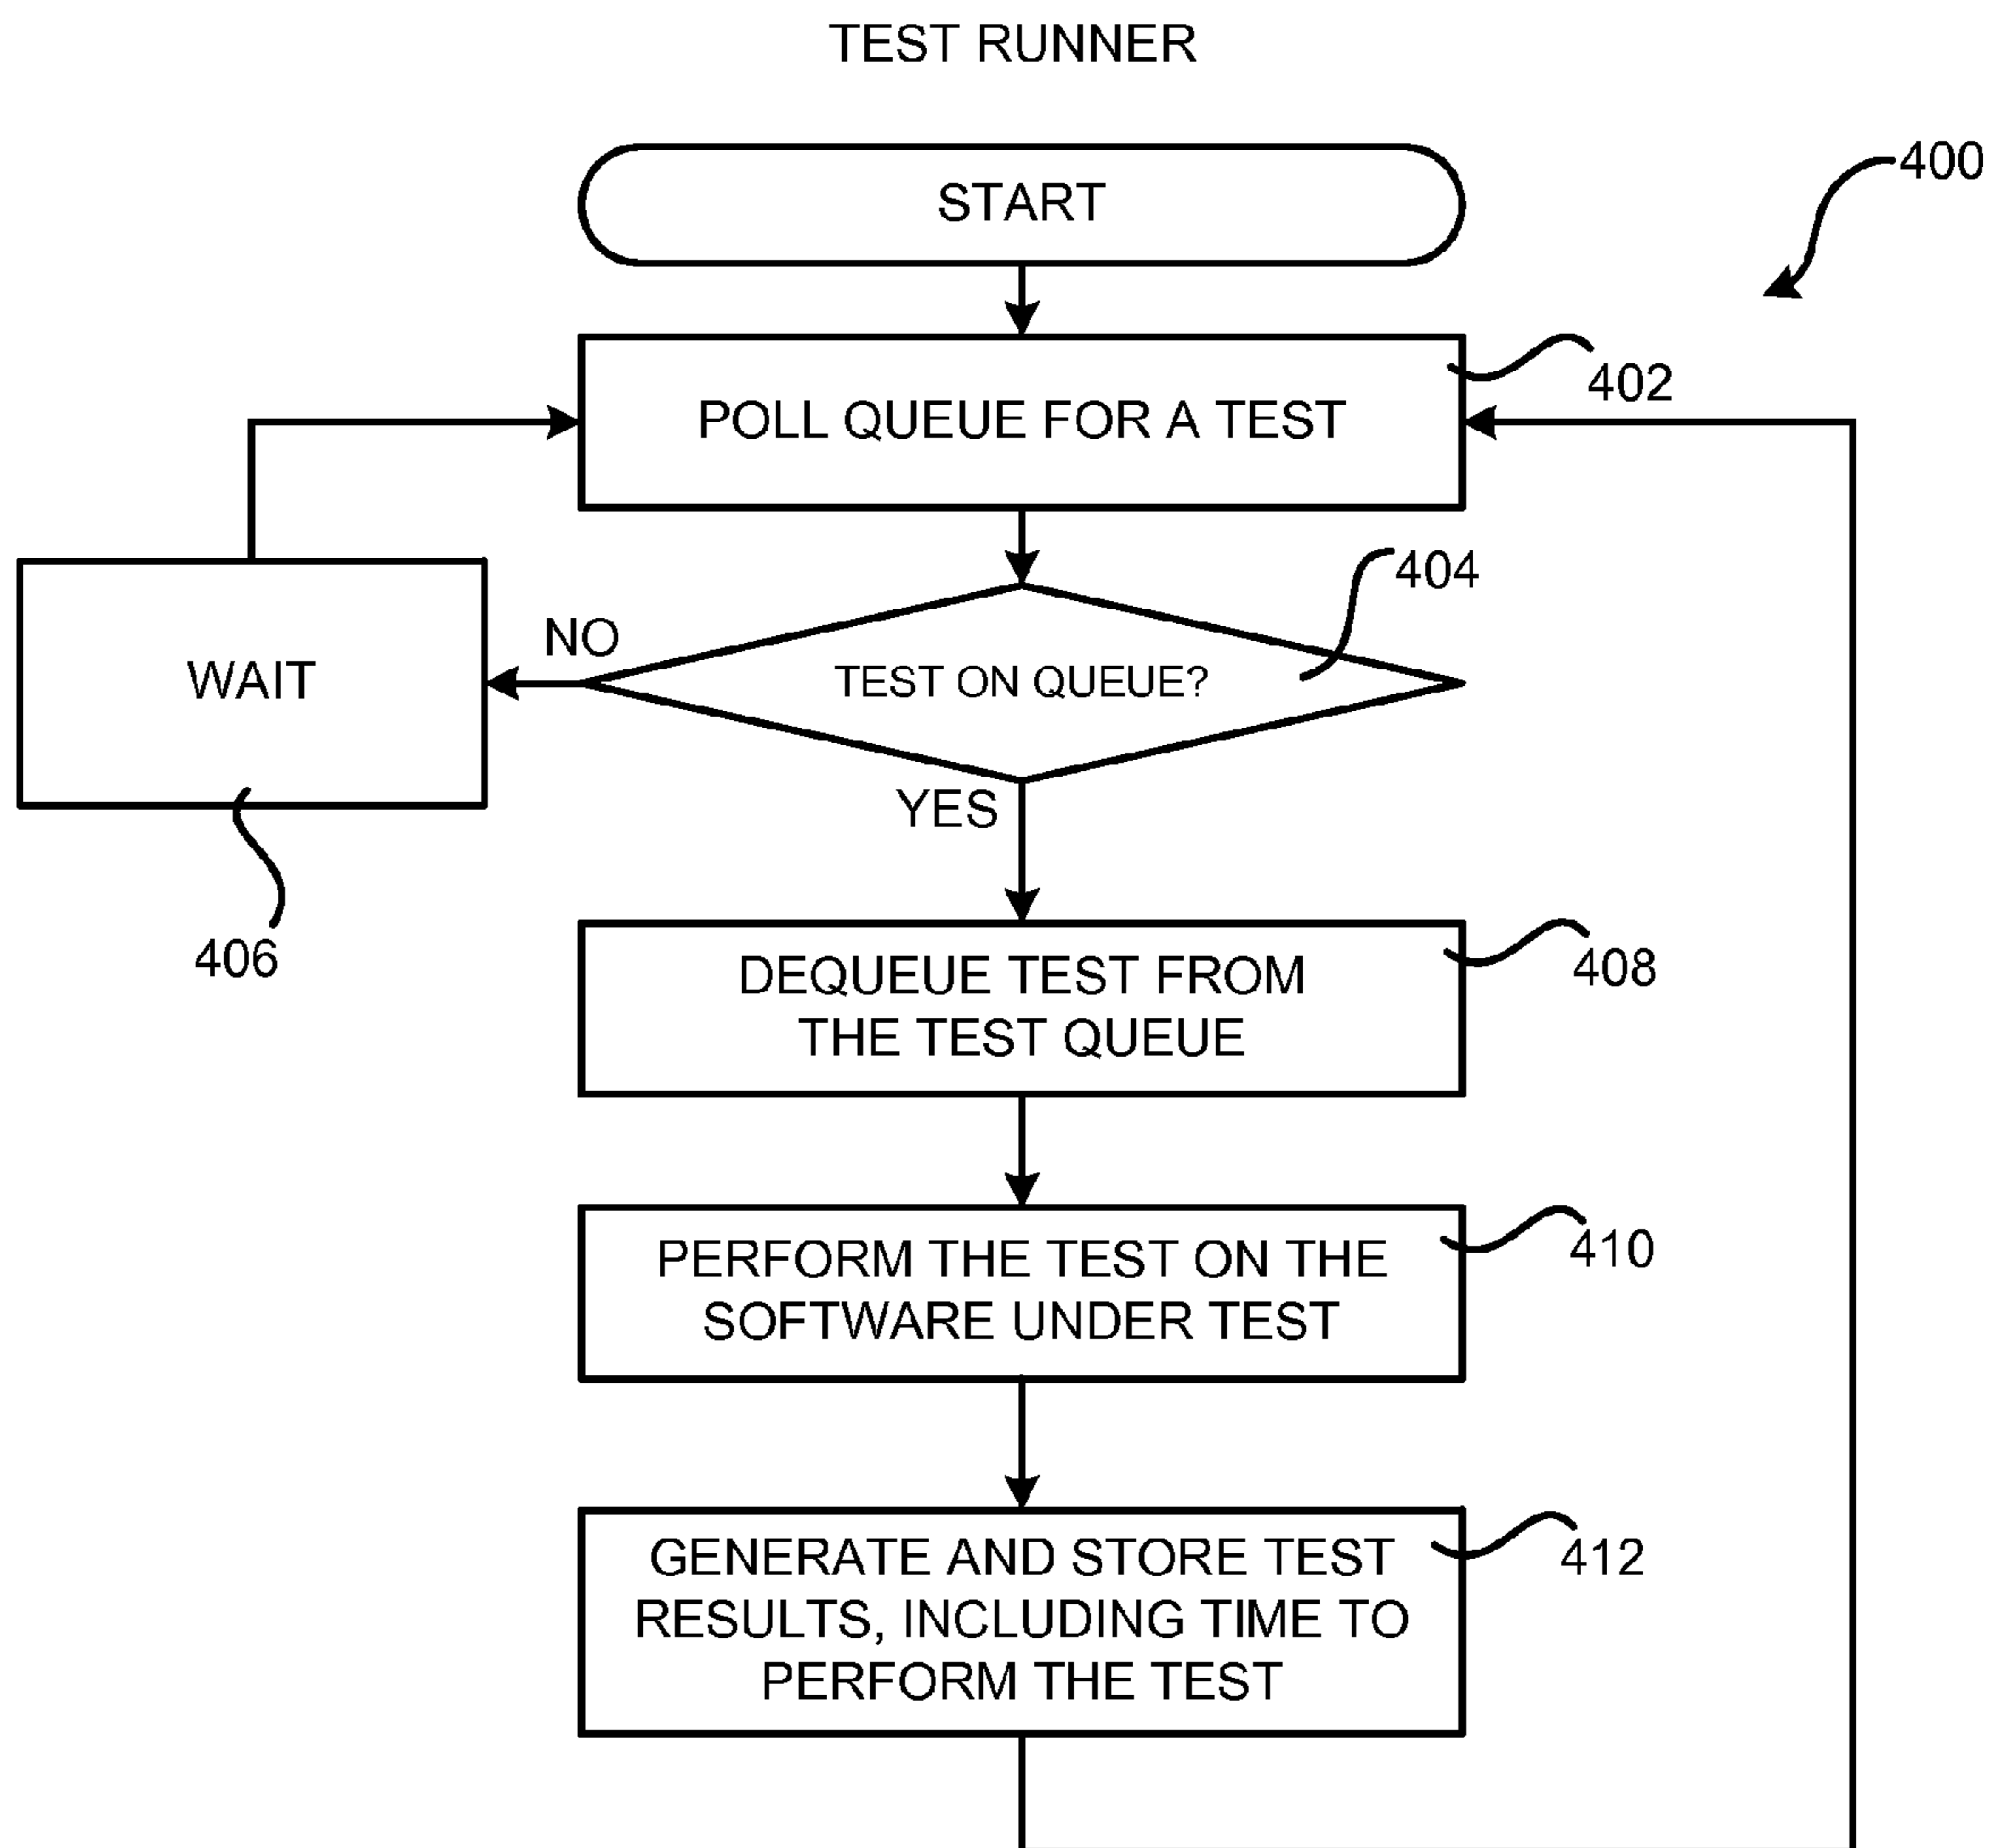 TEST RUNNER
START
400
402
POLL QUEUE FOR A TEST
404
NO
TEST ON QUEUE?
WAIT
YES
406
408
DEQUEUE TEST FROM
THE TEST QUEUE
410
PERFORM THE TEST ON THE
SOFTWARE UNDER TEST
412
GENERATE AND STORE TEST
RESULTS, INCLUDING TIME TO
PERFORM THE TEST